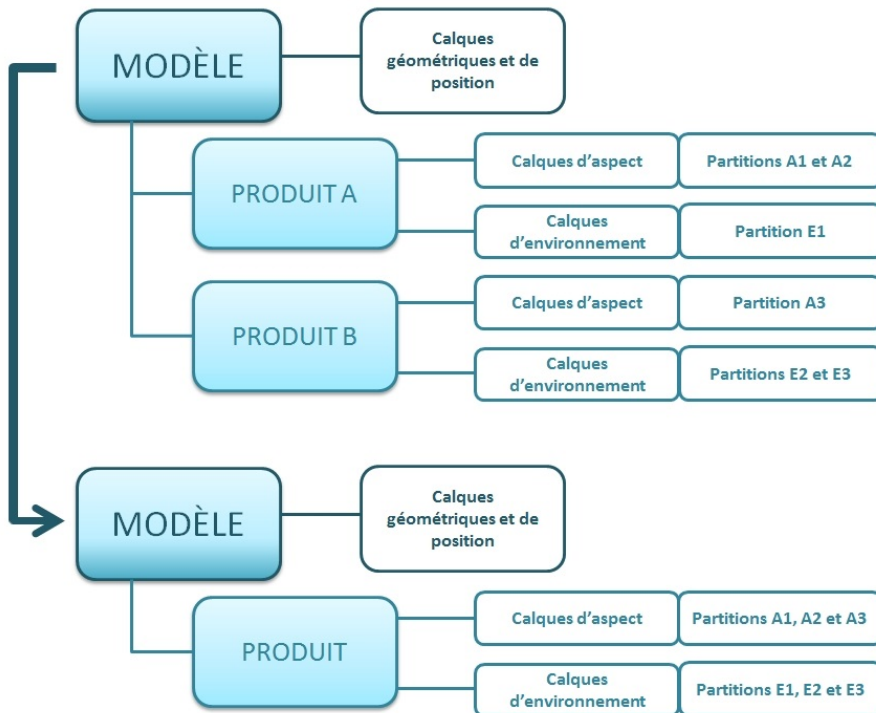 MODÈLE
Calques
géométriques et de
position
PRODUIT A
Calques d'aspect
Partitions A1 et A2
Calques
d'environnement
Partition E1
PRODUIT B
Calques d'aspect
Partition A3
Calques
d'environnement
Partitions E2 et E3
MODÈLE
Calques
géométriques et de
position
PRODUIT
Calques d'aspect
Partitions A1, A2 et A3
Calques
d'environnement
Partitions E1, E2 et E3